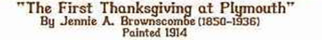 "The First Thanksgiving at Plymouth"
By Jennie A. Brownscombe (1850-1936)
Painted 1914